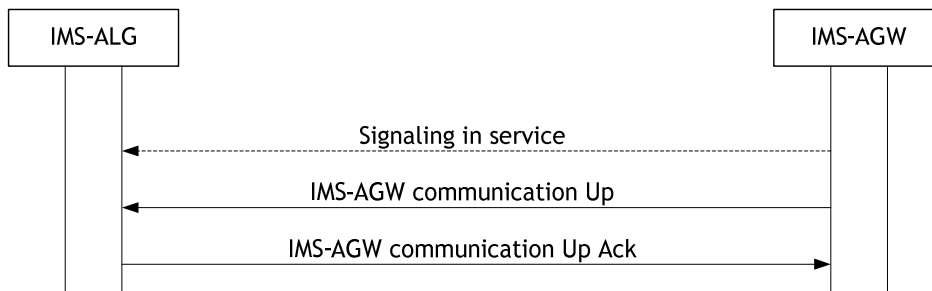 IMS-ALG
IMS-AGW
Signaling in service
IMS-AGW communication Up
IMS-AGW communication Up Ack